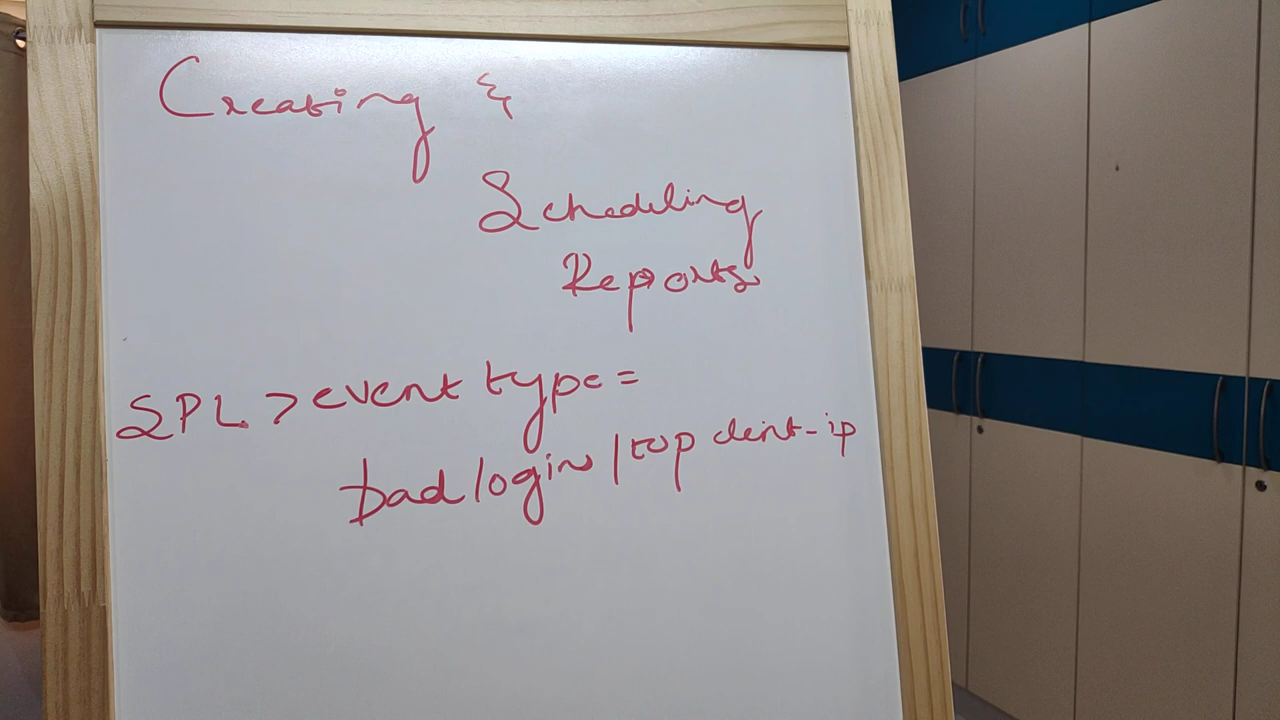 Creating &
Scheduling
Reports
SPL > event type =
badlogin / top client-ip